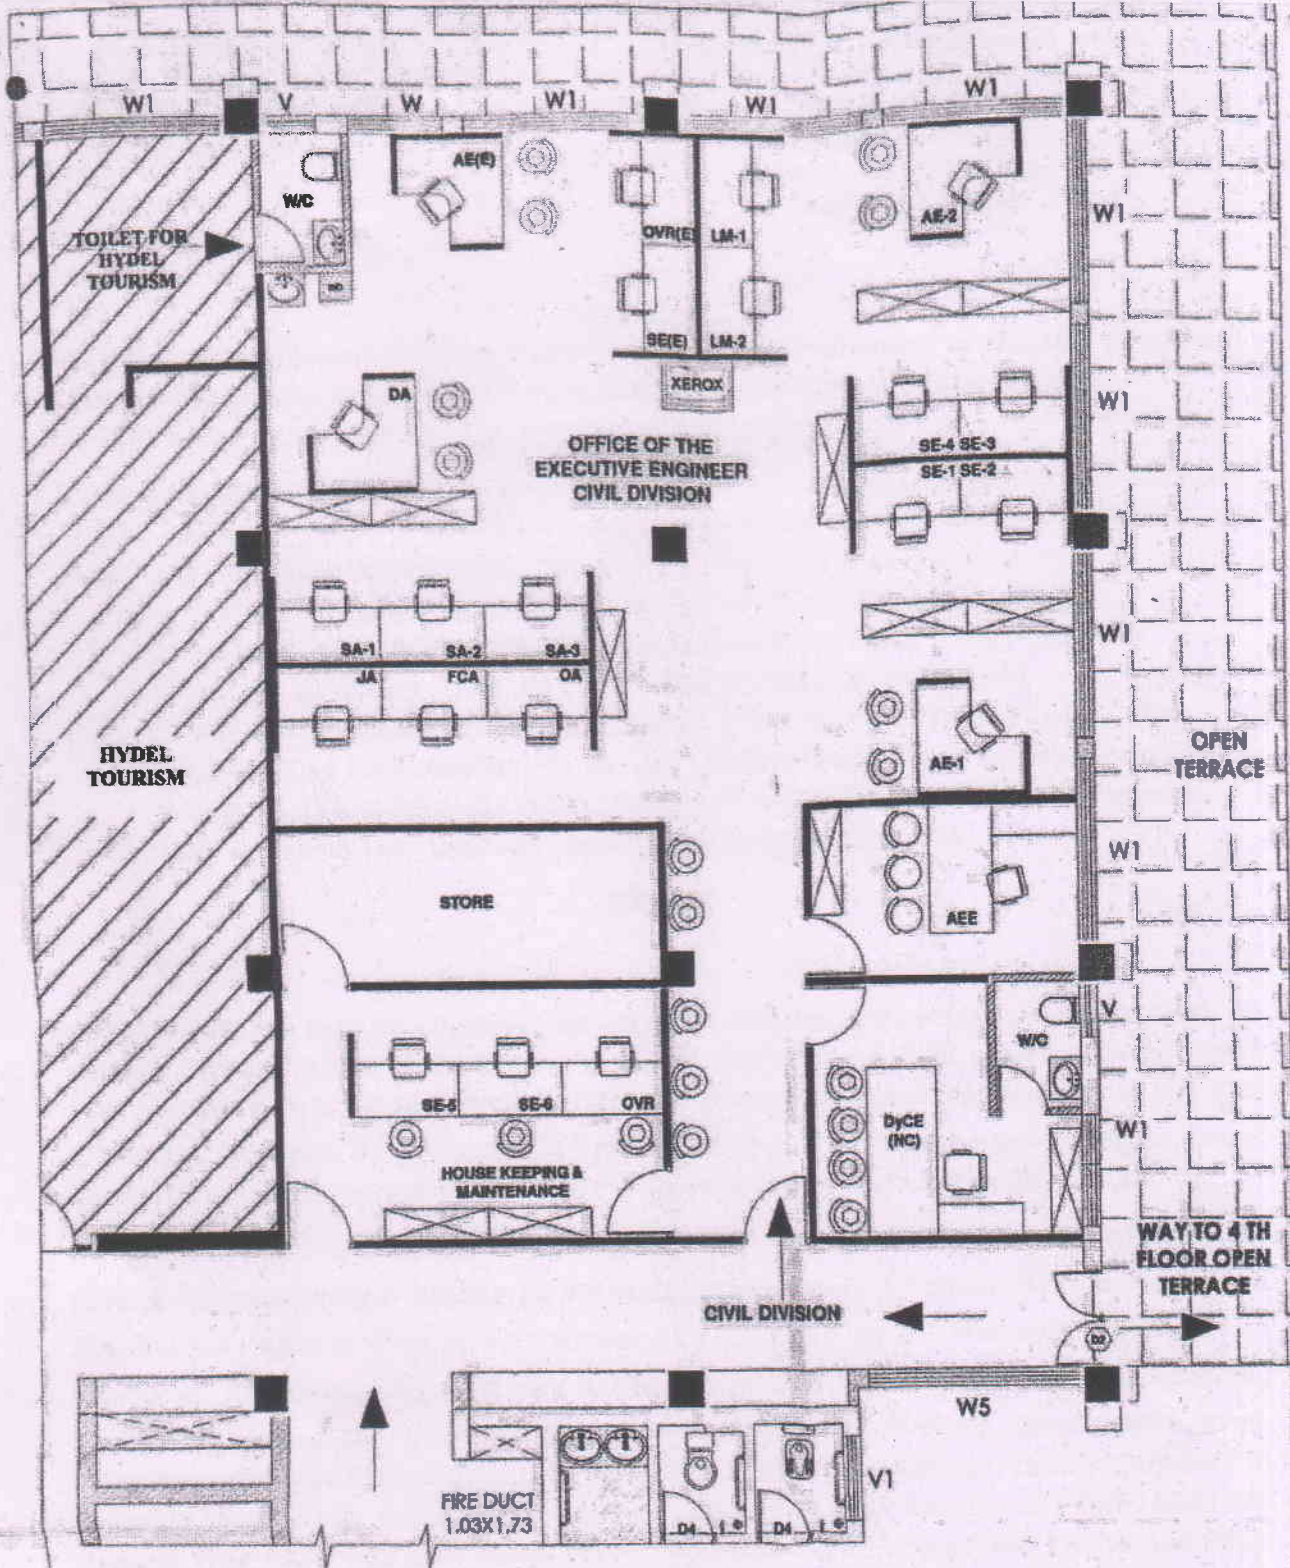 W1
V
W
W1
W1
W1
AE(E)
W/C
AE-2
W1
TOILET FOR
HYDEL
TOURISM
OVR(E)
LM-1
SE(E)
LM-2
XEROX
DA
W1
OFFICE OF THE
EXECUTIVE ENGINEER
CIVIL DIVISION
SE-4 SE-3
SE-1 SE-2
SA-1
SA-2
SA-3
JA
FCA
OA
W1
HYDEL
TOURISM
OPEN
TERRACE
AE-1
W1
STORE
AEE
V
W/C
SE-5
SE-6
OVR
DyCE
(NC)
W1
HOUSE KEEPING &
MAINTENANCE
WAY TO 4 TH
FLOOR OPEN
TERRACE
CIVIL DIVISION
D2
W5
FIRE DUCT
1.03X1.73
D4
D4
V1